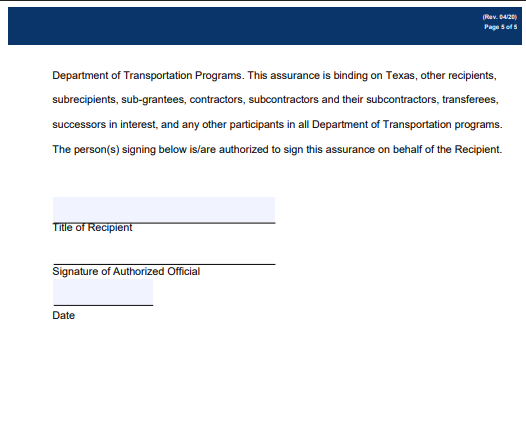 (Rev. 04/20)
Page 5 of 5
Department of Transportation Programs. This assurance is binding on Texas, other recipients,
subrecipients, sub-grantees, contractors, subcontractors and their subcontractors, transferees,
successors in interest, and any other participants in all Department of Transportation programs.
The person(s) signing below is/are authorized to sign this assurance on behalf of the Recipient.
Title of Recipient
Signature of Authorized Official
Date